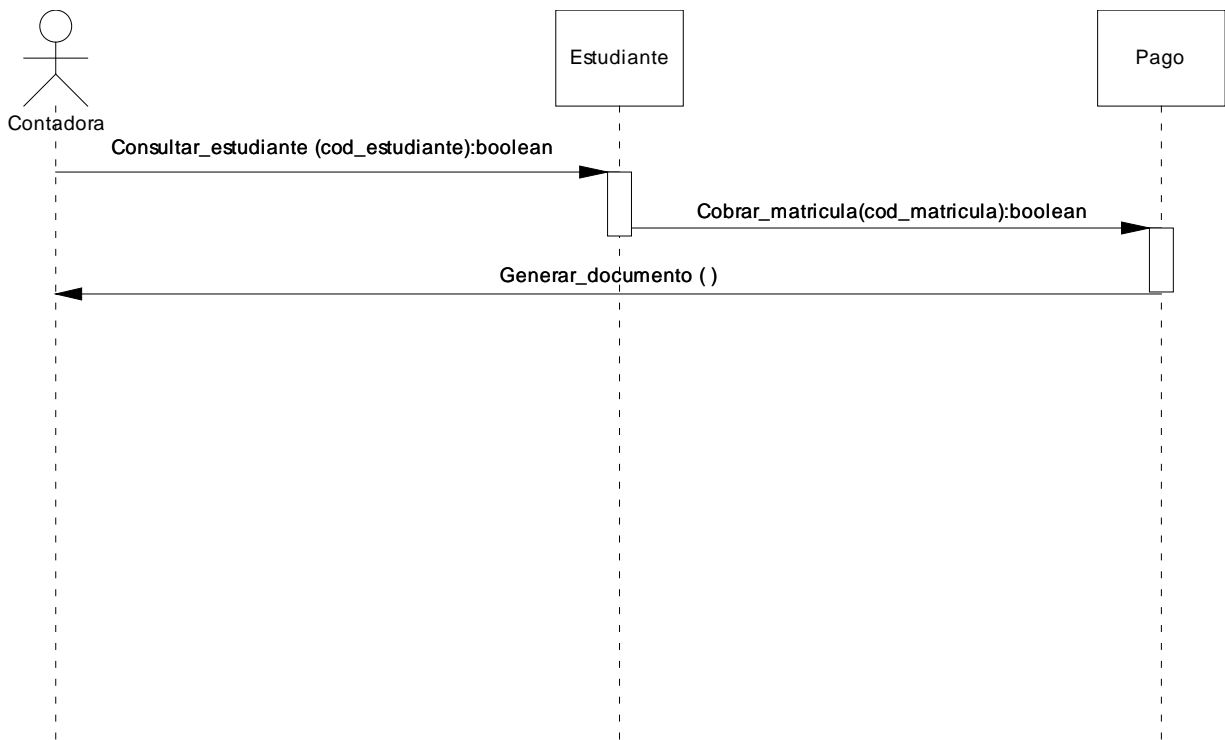 Estudiante
Pago
Contadora
Consultar_estudiante (cod_estudiante):boolean
Cobrar_matricula(cod_matricula):boolean
Generar_documento ( )